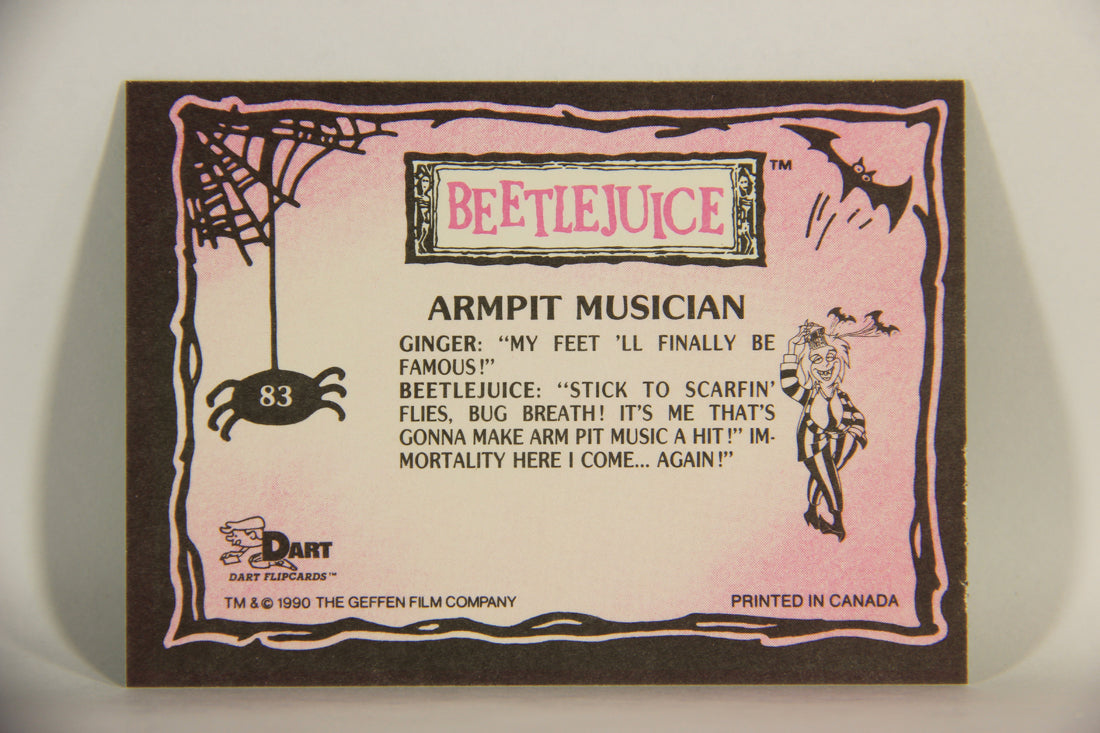 BEETLEJUICE ™
ARMPIT MUSICIAN
GINGER: “MY FEET ’LL FINALLY BE
FAMOUS!”
BEETLEJUICE: “STICK TO SCARFIN’
FLIES, BUG BREATH! IT’S ME THAT’S
GONNA MAKE ARM PIT MUSIC A HIT!” IM-
MORTALITY HERE I COME... AGAIN!”
83
DART
DART FLIPCARDS™
TM & © 1990 THE GEFFEN FILM COMPANY
PRINTED IN CANADA